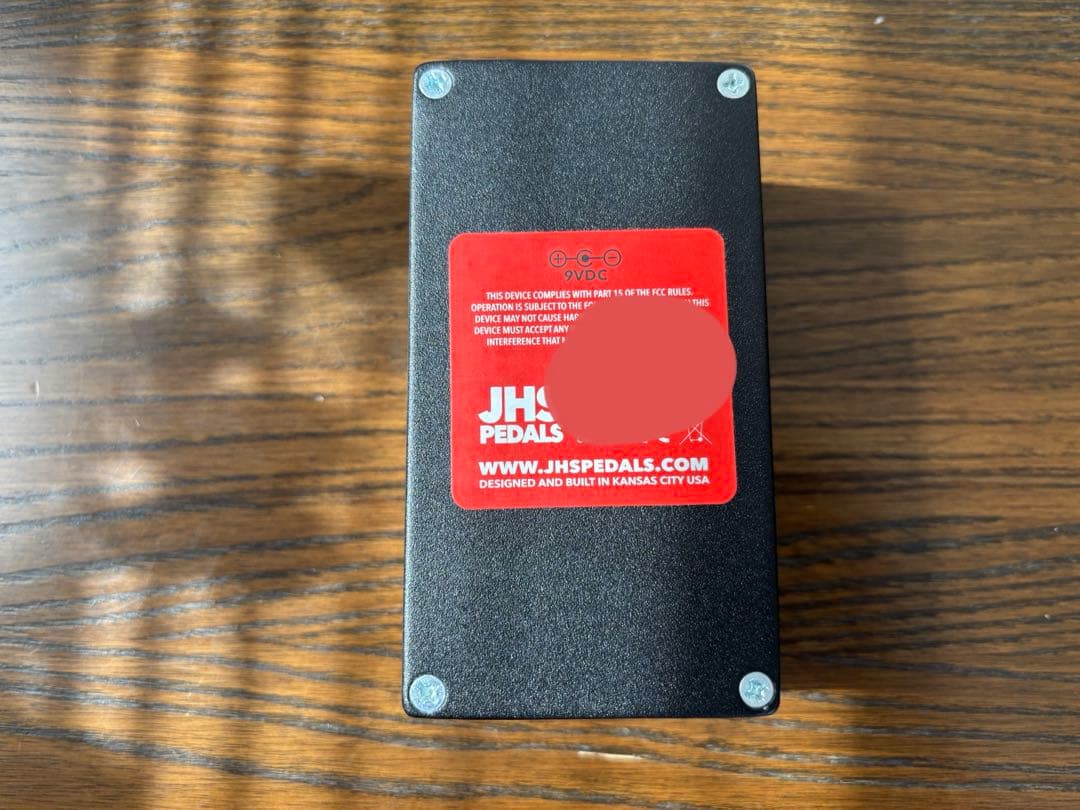 9VDC
THIS DEVICE COMPLIES WITH PART 15 OF THE FCC RULES.
OPERATION IS SUBJECT TO THE THIS
DEVICE MAY NOT CAUSE
DEVICE MUST ACCEPT ANY
INTERFERENCE THAT
JHS
PEDALS
WWW.JHSPEDALS.COM
DESIGNED AND BUILT IN KANSAS CITY USA